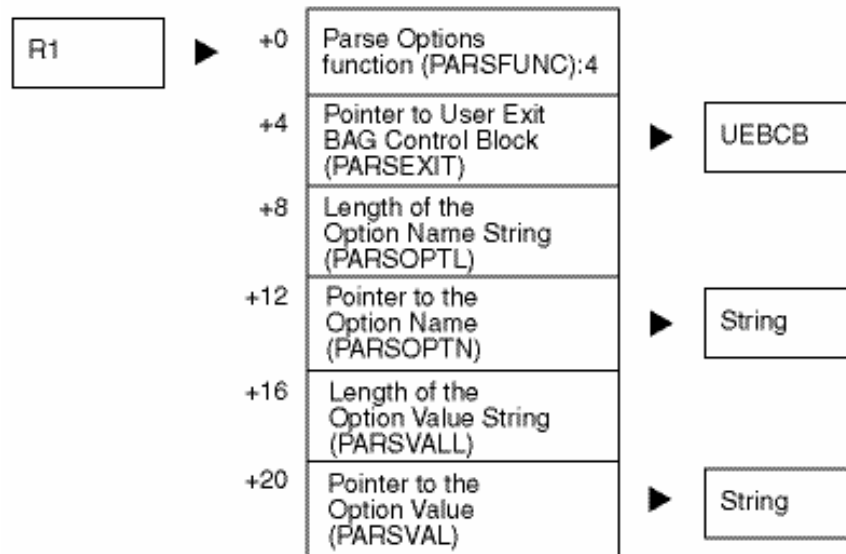 R1
+0
Parse Options
function (PARSFUNC):4
+4
Pointer to User Exit
BAG Control Block
(PARSEXIT)
UEBCB
+8
Length of the
Option Name String
(PARSOPTL)
+12
Pointer to the
Option Name
(PARSOPTN)
String
+16
Length of the
Option Value String
(PARSVALL)
+20
Pointer to the
Option Value
(PARSVAL)
String